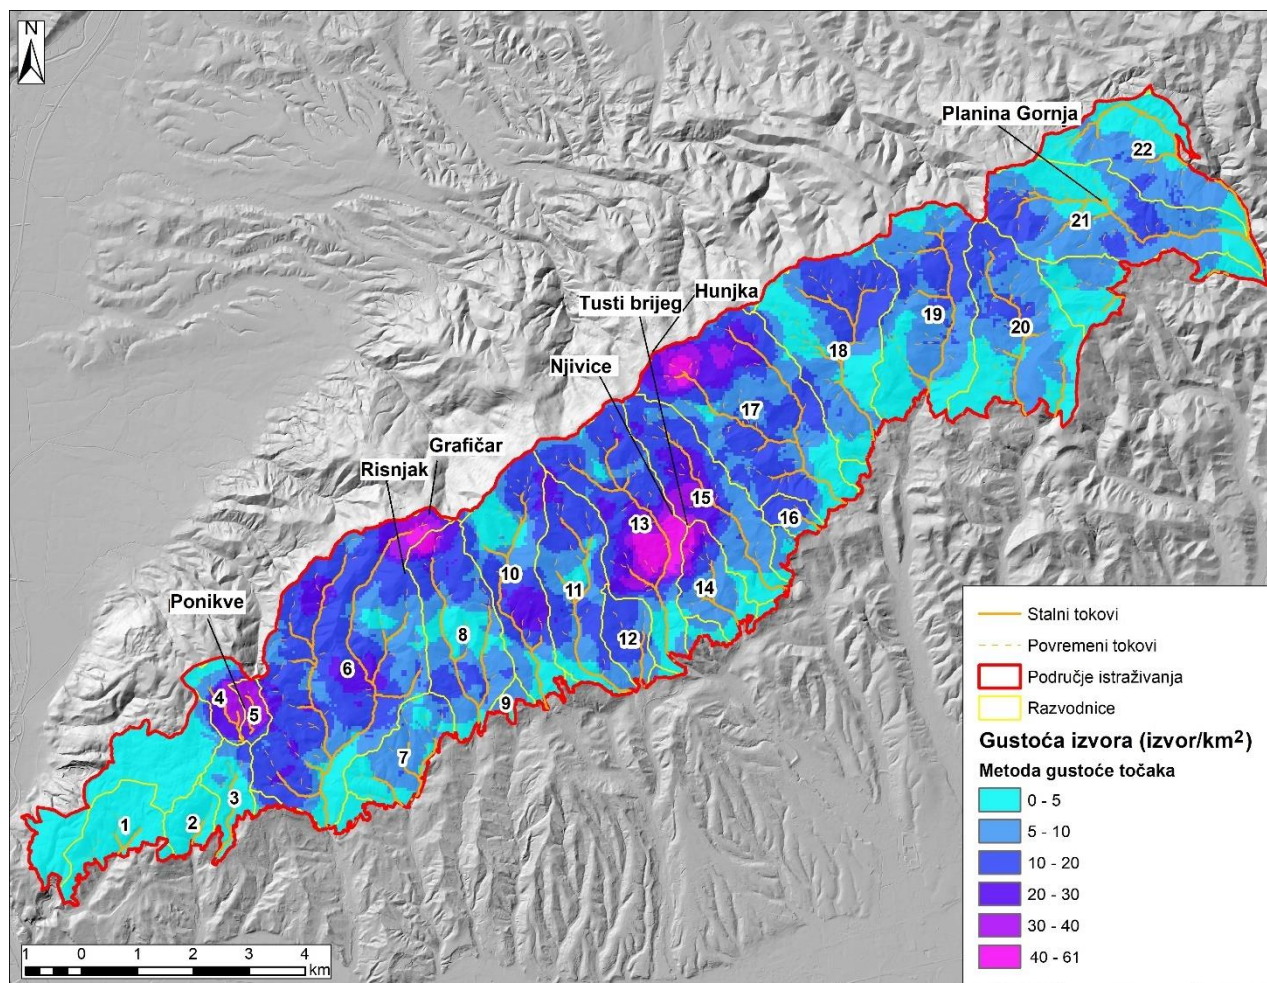 N
Planina Gornja
22
21
Hunjka
Tusti brijeg
19
20
Njivice
18
17
Grafičar
Risnjak
15
13
16
10
11
14
Ponikve
8
12
6
4
5
9
7
3
1
2
Stalni tokovi
Povremeni tokovi
Područje istraživanja
Razvodnice
Gustoća izvora (izvor/km²)
Metoda gustoće točaka
0 - 5
5 - 10
10 - 20
20 - 30
30 - 40
40 - 61
1 0 1 2 3 4
km